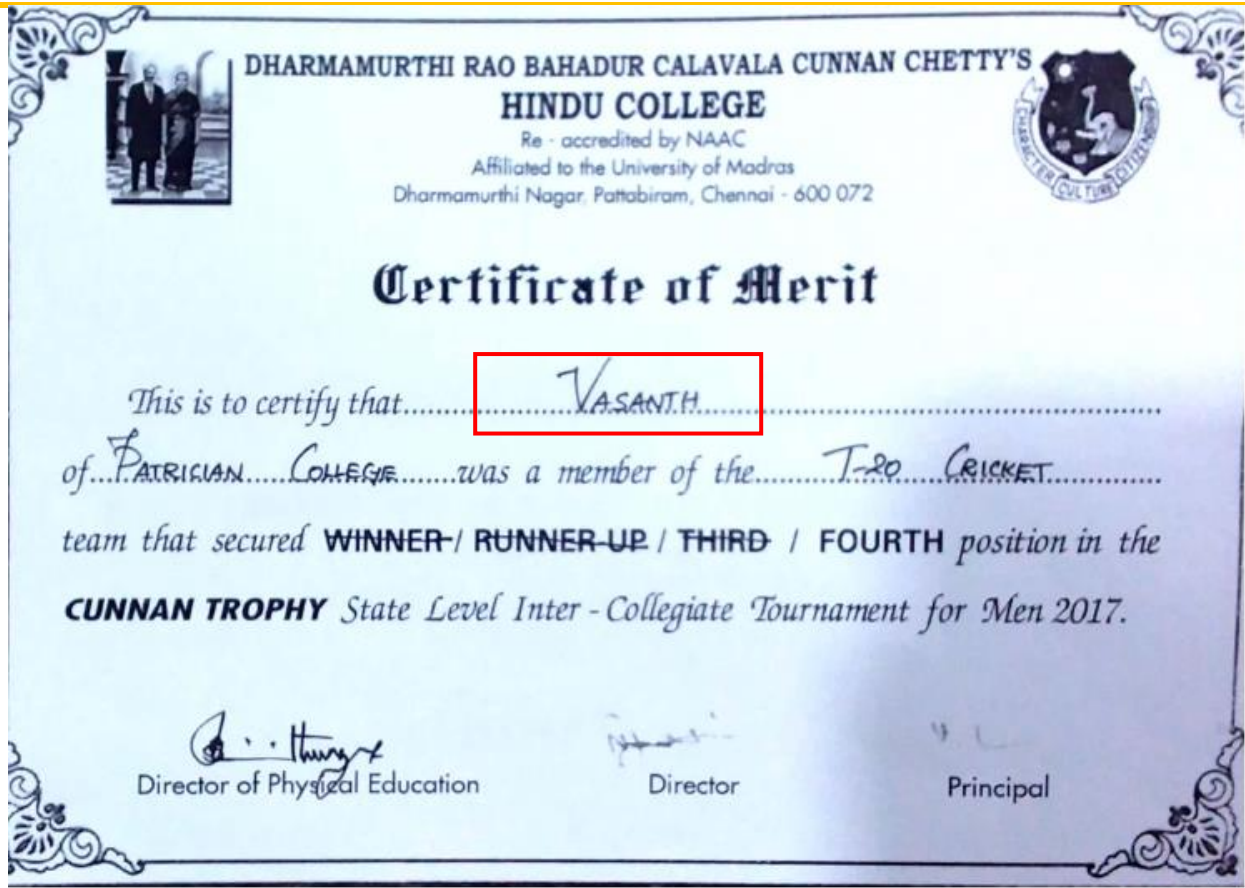 DHARMAMURTHI RAO BAHADUR CALAVALA CUNNAN CHETTY'S
HINDU COLLEGE
Re - accredited by NAAC
Affiliated to the University of Madras
Dharmamurthi Nagar, Pattabiram, Chennai - 600 072
CHARACTER CULTURE CITIZENSHIP
Certificate of Merit
This is to certify that VASANTH
of PATRICIAN COLLEGE was a member of the T-20 CRICKET
team that secured WINNER / RUNNER-UP / THIRD / FOURTH position in the
CUNNAN TROPHY State Level Inter - Collegiate Tournament for Men 2017.
Director of Physical Education Director Principal